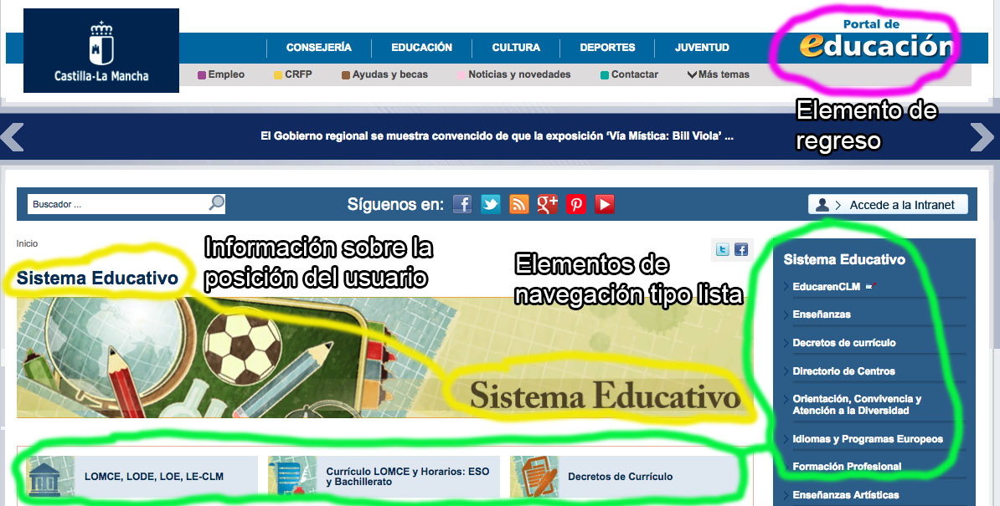 Portal de
CONSEJERÍA EDUCACIÓN CULTURA DEPORTES JUVENTUD
educación
Castilla-La Mancha
Empleo CRFP Ayudas y becas Noticias y novedades Contactar Más temas
Elemento de
regreso
El Gobierno regional se muestra convencido de que la exposición ‘Vía Mística: Bill Viola’ ...
Buscador ...
Síguenos en:
Accede a la Intranet
Inicio
Sistema Educativo
Información sobre la
posición del usuario
Elementos de
navegación tipo lista
Sistema Educativo
Sistema Educativo
EducarenCLM
Enseñanzas
Decretos de currículo
Directorio de Centros
Orientación, Convivencia y
Atención a la Diversidad
Idiomas y Programas Europeos
Formación Profesional
Enseñanzas Artísticas
LOMCE, LODE, LOE, LE-CLM
Currículo LOMCE y Horarios: ESO
y Bachillerato
Decretos de Currículo